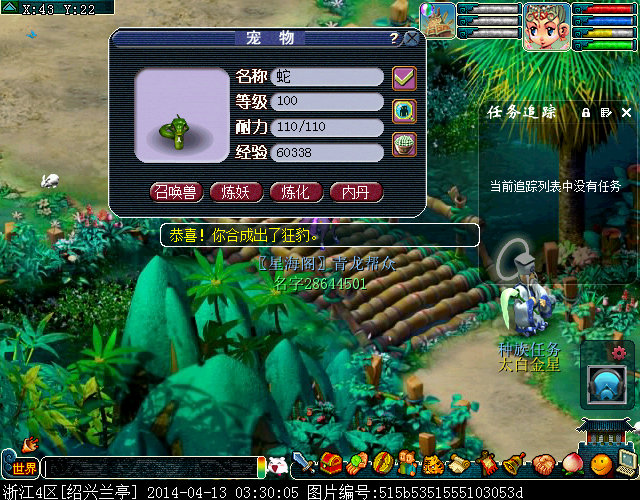 X:43 Y:22
宠 物
?
名称 蛇
等级 100
耐力 110/110
经验 60338
召唤兽 炼妖 炼化 内丹
任务追踪
当前追踪列表中没有任务
恭喜!你合成出了狂豹。
〖星海阁〗青龙帮众
名字28644501
种族任务
太白金星
世界
浙江4区[绍兴兰亭] 2014-04-13 03:30:05 图片编号:515b535155103053d